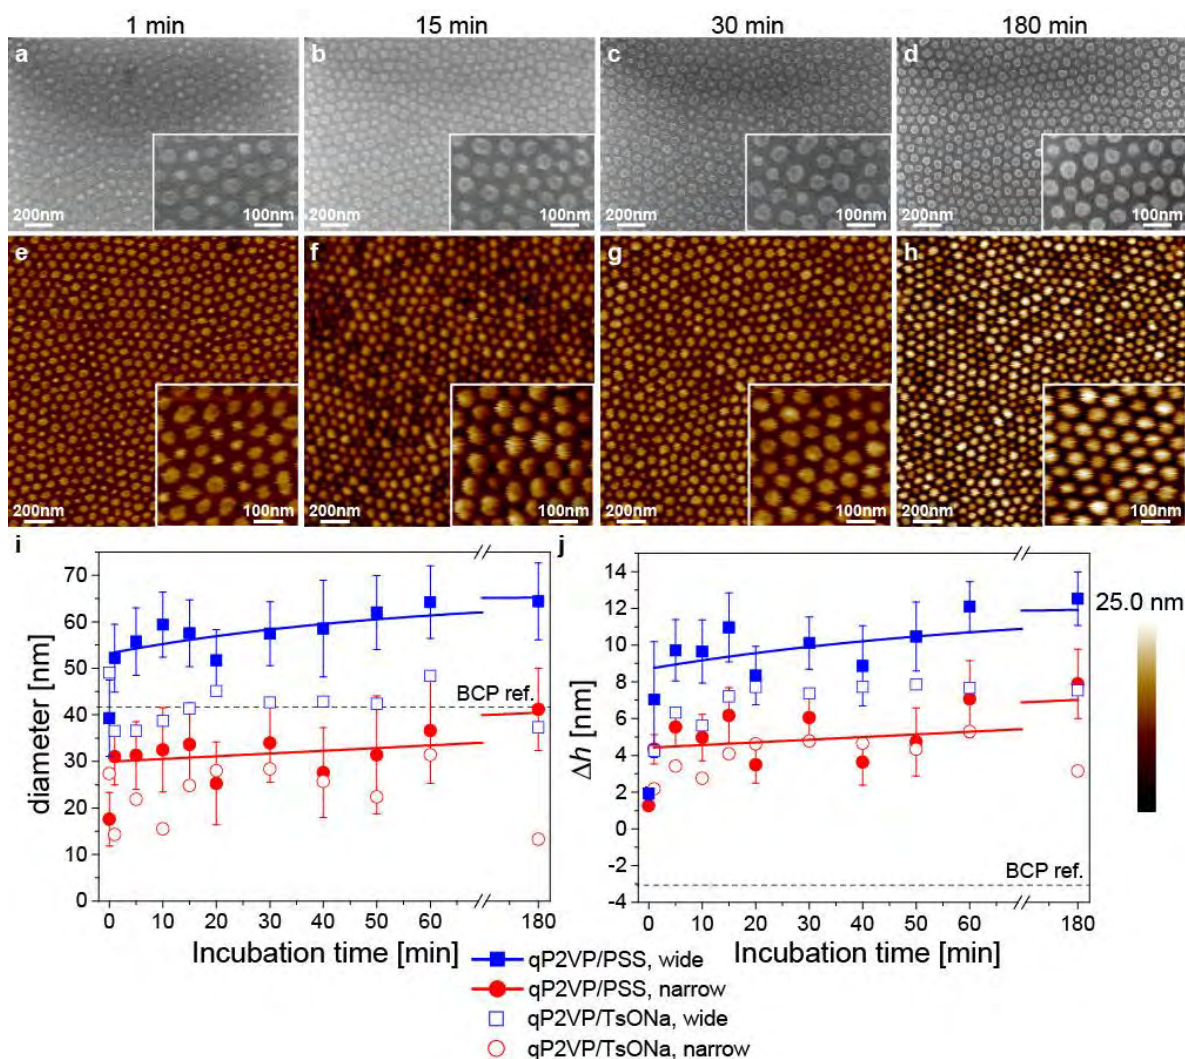 1 min 15 min 30 min 180 min
a b c d
200nm 100nm 200nm 100nm 200nm 100nm 200nm 100nm
e f g h
200nm 100nm 200nm 100nm 200nm 100nm 200nm 100nm
i
diameter [nm]
70
60
50
40
30
20
10
0
BCP ref.
0 10 20 30 40 50 60 180
Incubation time [min]
j
Δh [nm]
14
12
10
8
6
4
2
0
-2
-4
BCP ref.
0 10 20 30 40 50 60 180
Incubation time [min]
25.0 nm
qP2VP/PSS, wide
qP2VP/PSS, narrow
qP2VP/TsONa, wide
qP2VP/TsONa, narrow